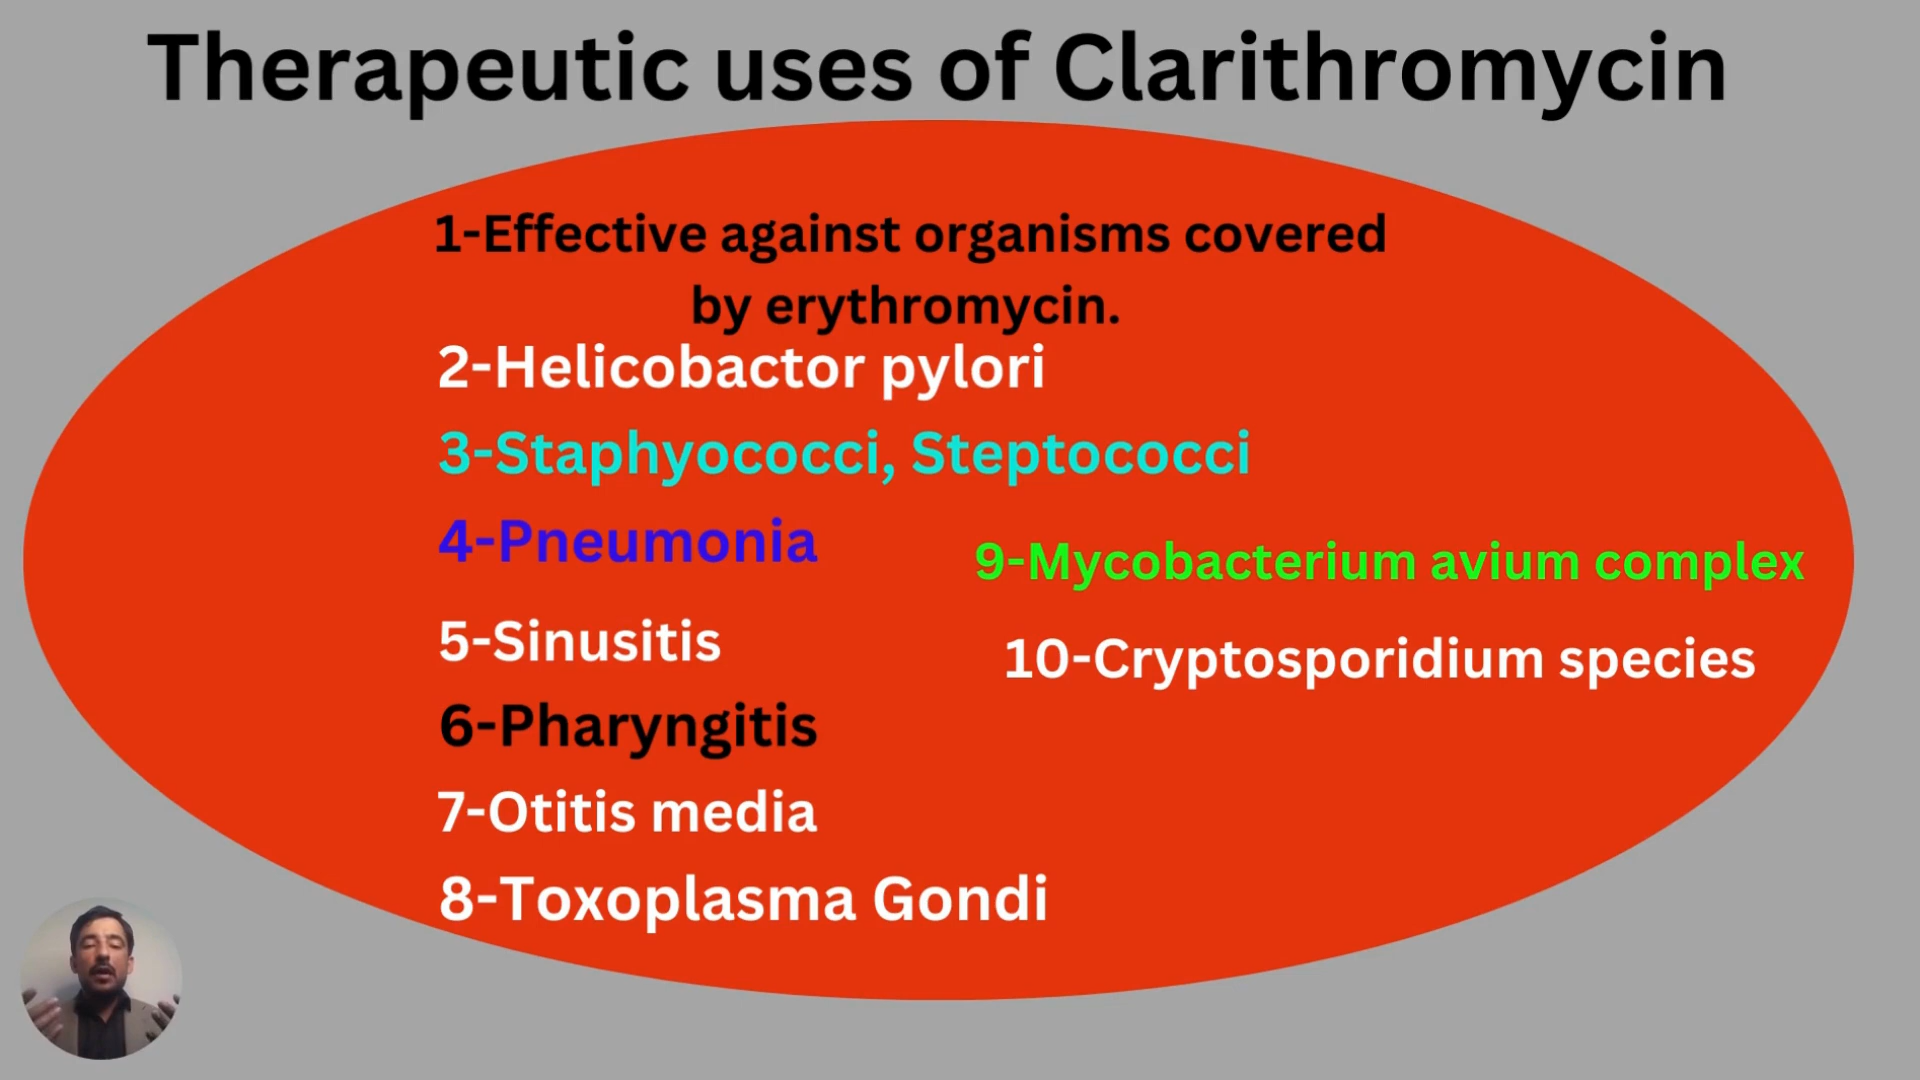 Therapeutic uses of Clarithromycin
1-Effective against organisms covered
by erythromycin.
2-Helicobactor pylori
3-Staphyococci, Steptococci
4-Pneumonia
5-Sinusitis
6-Pharyngitis
7-Otitis media
8-Toxoplasma Gondi
9-Mycobacterium avium complex
10-Cryptosporidium species